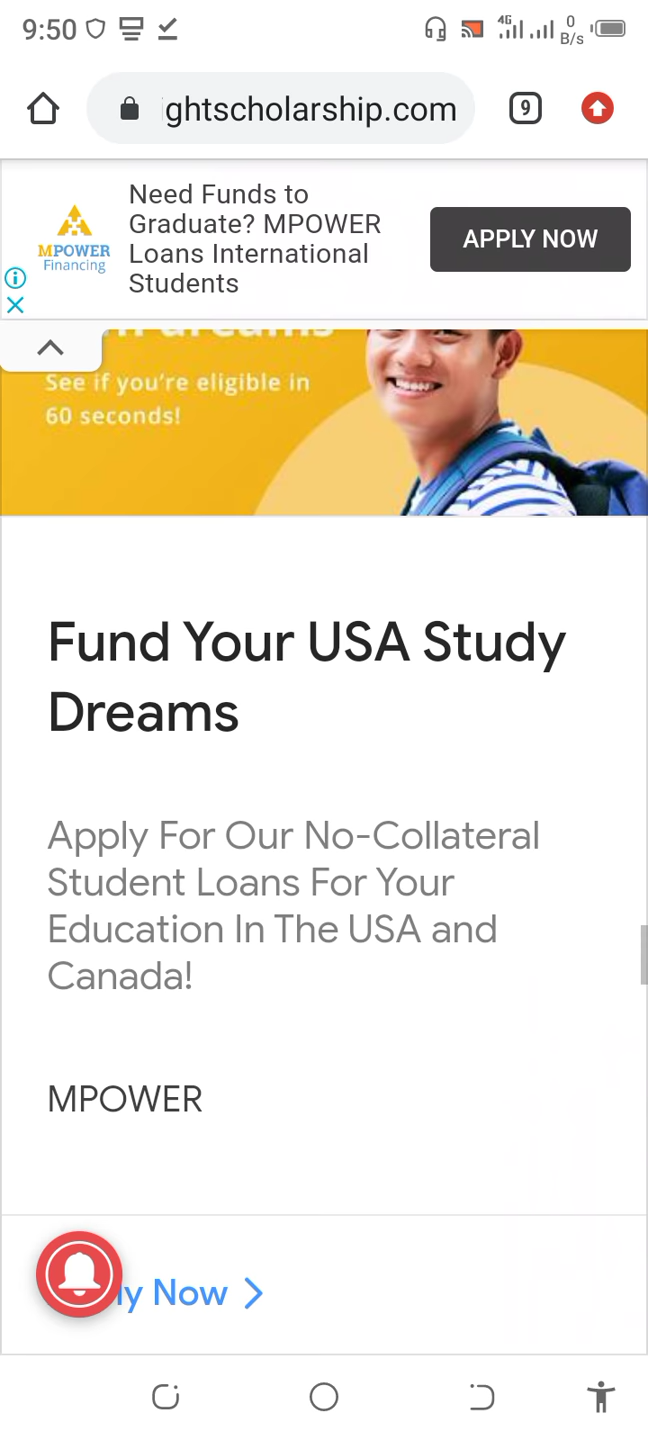 9:50
4G
0
B/s
ghtscholarship.com
9
Need Funds to
Graduate? MPOWER
Loans International
Students
APPLY NOW
MPOWER
Financing
See if you're eligible in
60 seconds!
Fund Your USA Study
Dreams
Apply For Our No-Collateral
Student Loans For Your
Education In The USA and
Canada!
MPOWER
ly Now